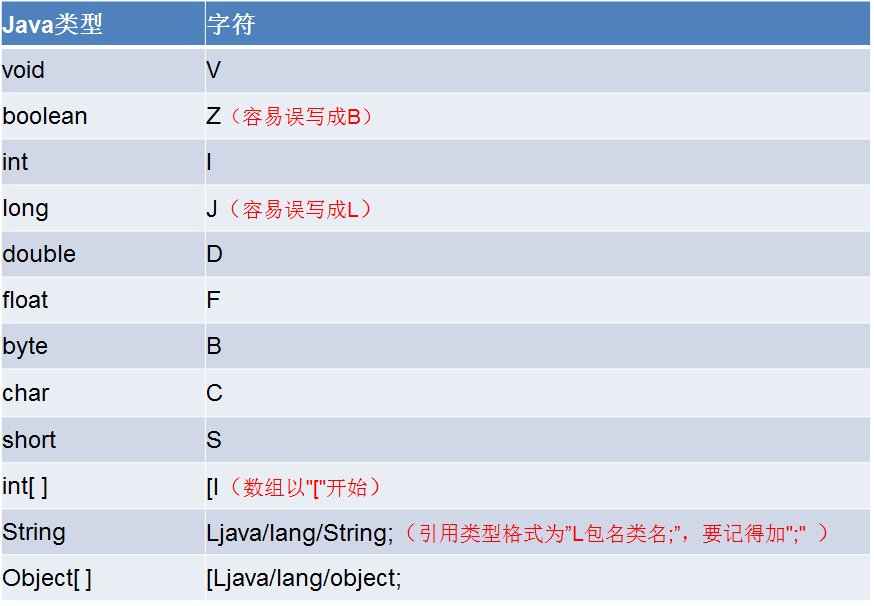 Java类型 字符
void V
boolean Z（容易误写成B）
int I
long J（容易误写成L）
double D
float F
byte B
char C
short S
int[ ] [I（数组以"["开始）
String Ljava/lang/String;（引用类型格式为”L包名类名;”，要记得加";" ）
Object[ ] [Ljava/lang/object;